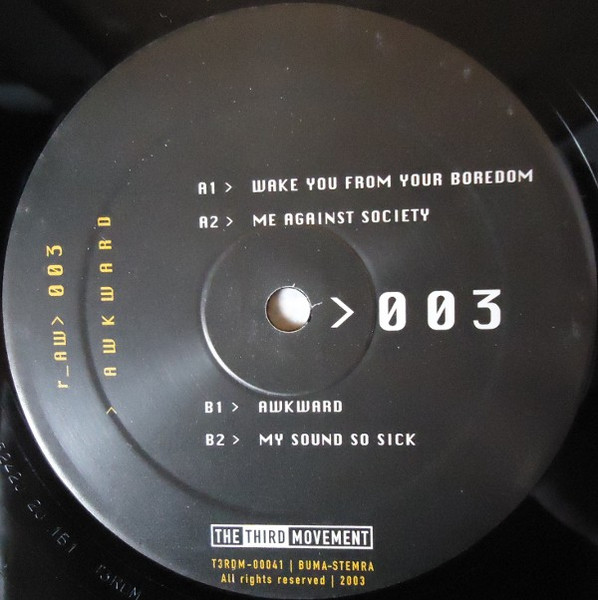 A1 > WAKE YOU FROM YOUR BOREDOM
A2 > ME AGAINST SOCIETY
r_AW> 003
> AWKWARD
>003
B1 > AWKWARD
B2 > MY SOUND SO SICK
THE THIRD MOVEMENT
T3RDM-00041 | BUMA-STEMRA
All rights reserved | 2003
T3RDM